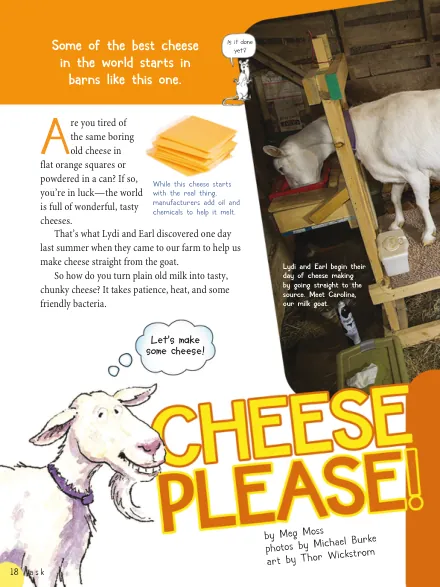 Some of the best cheese
in the world starts in
barns like this one.
Is it done
yet?
Are you tired of
the same boring
old cheese in
flat orange squares or
powdered in a can? If so,
you're in luck—the world
is full of wonderful, tasty
cheeses.
That's what Lydi and Earl discovered one day
last summer when they came to our farm to help us
make cheese straight from the goat.
So how do you turn plain old milk into tasty,
chunky cheese? It takes patience, heat, and some
friendly bacteria.
While this cheese starts
with the real thing,
manufacturers add oil and
chemicals to help it melt.
Lydi and Earl begin their
day of cheese making
by going straight to the
source. Meet Carolina,
our milk goat.
Let's make
some cheese!
CHEESE
PLEASE!
by Meg Moss
photos by Michael Burke
art by Thor Wickstrom
18 ask